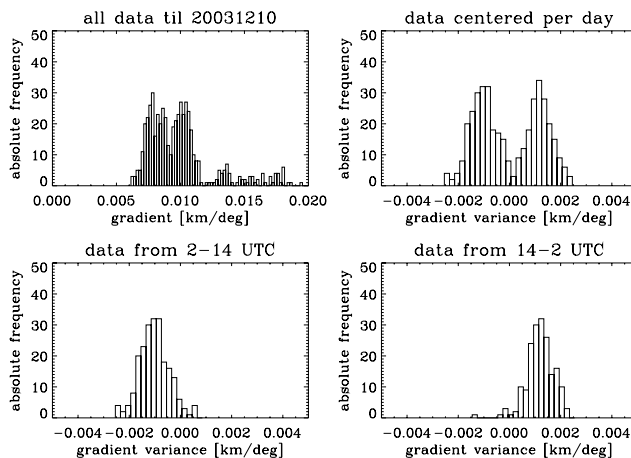 all data til 20031210
absolute frequency
50
40
30
20
10
0
0.000 0.005 0.010 0.015 0.020
gradient [km/deg]
data centered per day
absolute frequency
50
40
30
20
10
0
-0.004 -0.002 0.000 0.002 0.004
gradient variance [km/deg]
data from 2-14 UTC
absolute frequency
50
40
30
20
10
0
-0.004 -0.002 0.000 0.002 0.004
gradient variance [km/deg]
data from 14-2 UTC
absolute frequency
50
40
30
20
10
0
-0.004 -0.002 0.000 0.002 0.004
gradient variance [km/deg]